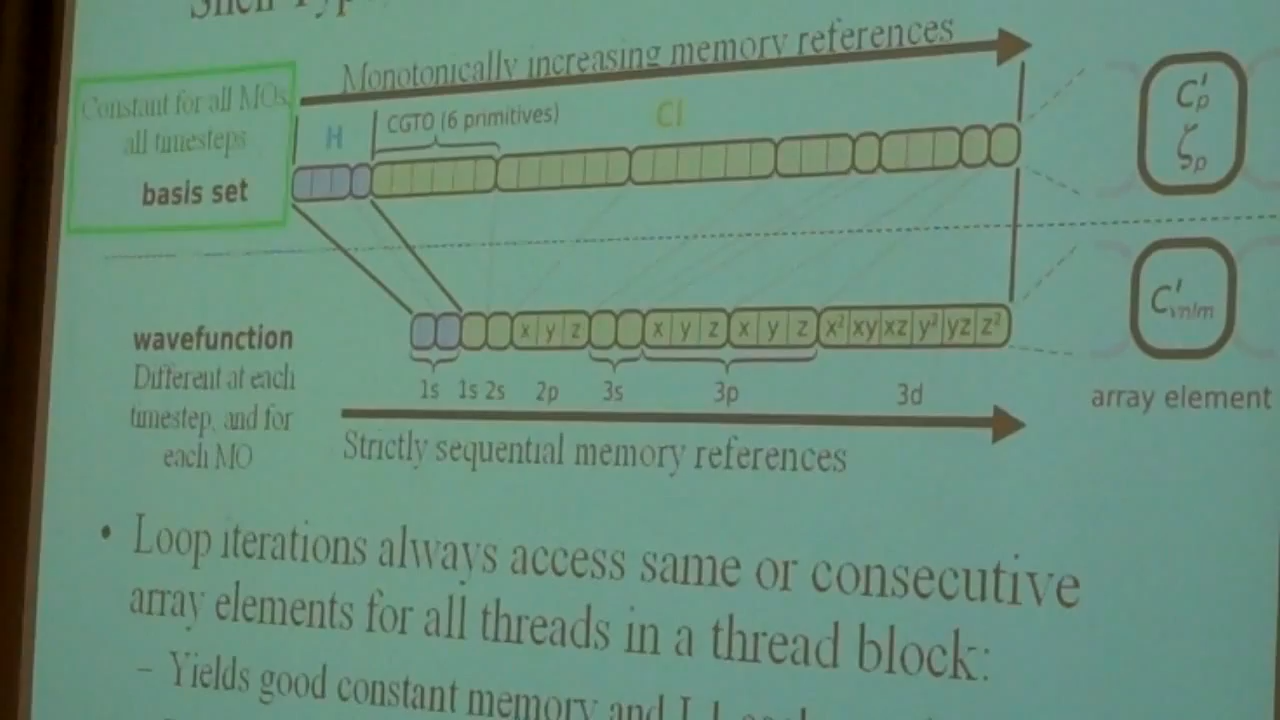 Monotonically increasing memory references
Constant for all MOs,
all timesteps
basis set
H
CGTO (6 primitives)
Cl
C'p
ζp
wavefunction
Different at each
timestep, and for
each MO
x y z x y z x y z x² xy xz y² yz z²
1s 1s 2s 2p 3s 3p 3d
C'νnlm
array element
Strictly sequential memory references
• Loop iterations always access same or consecutive
array elements for all threads in a thread block:
– Yields good constant memory and